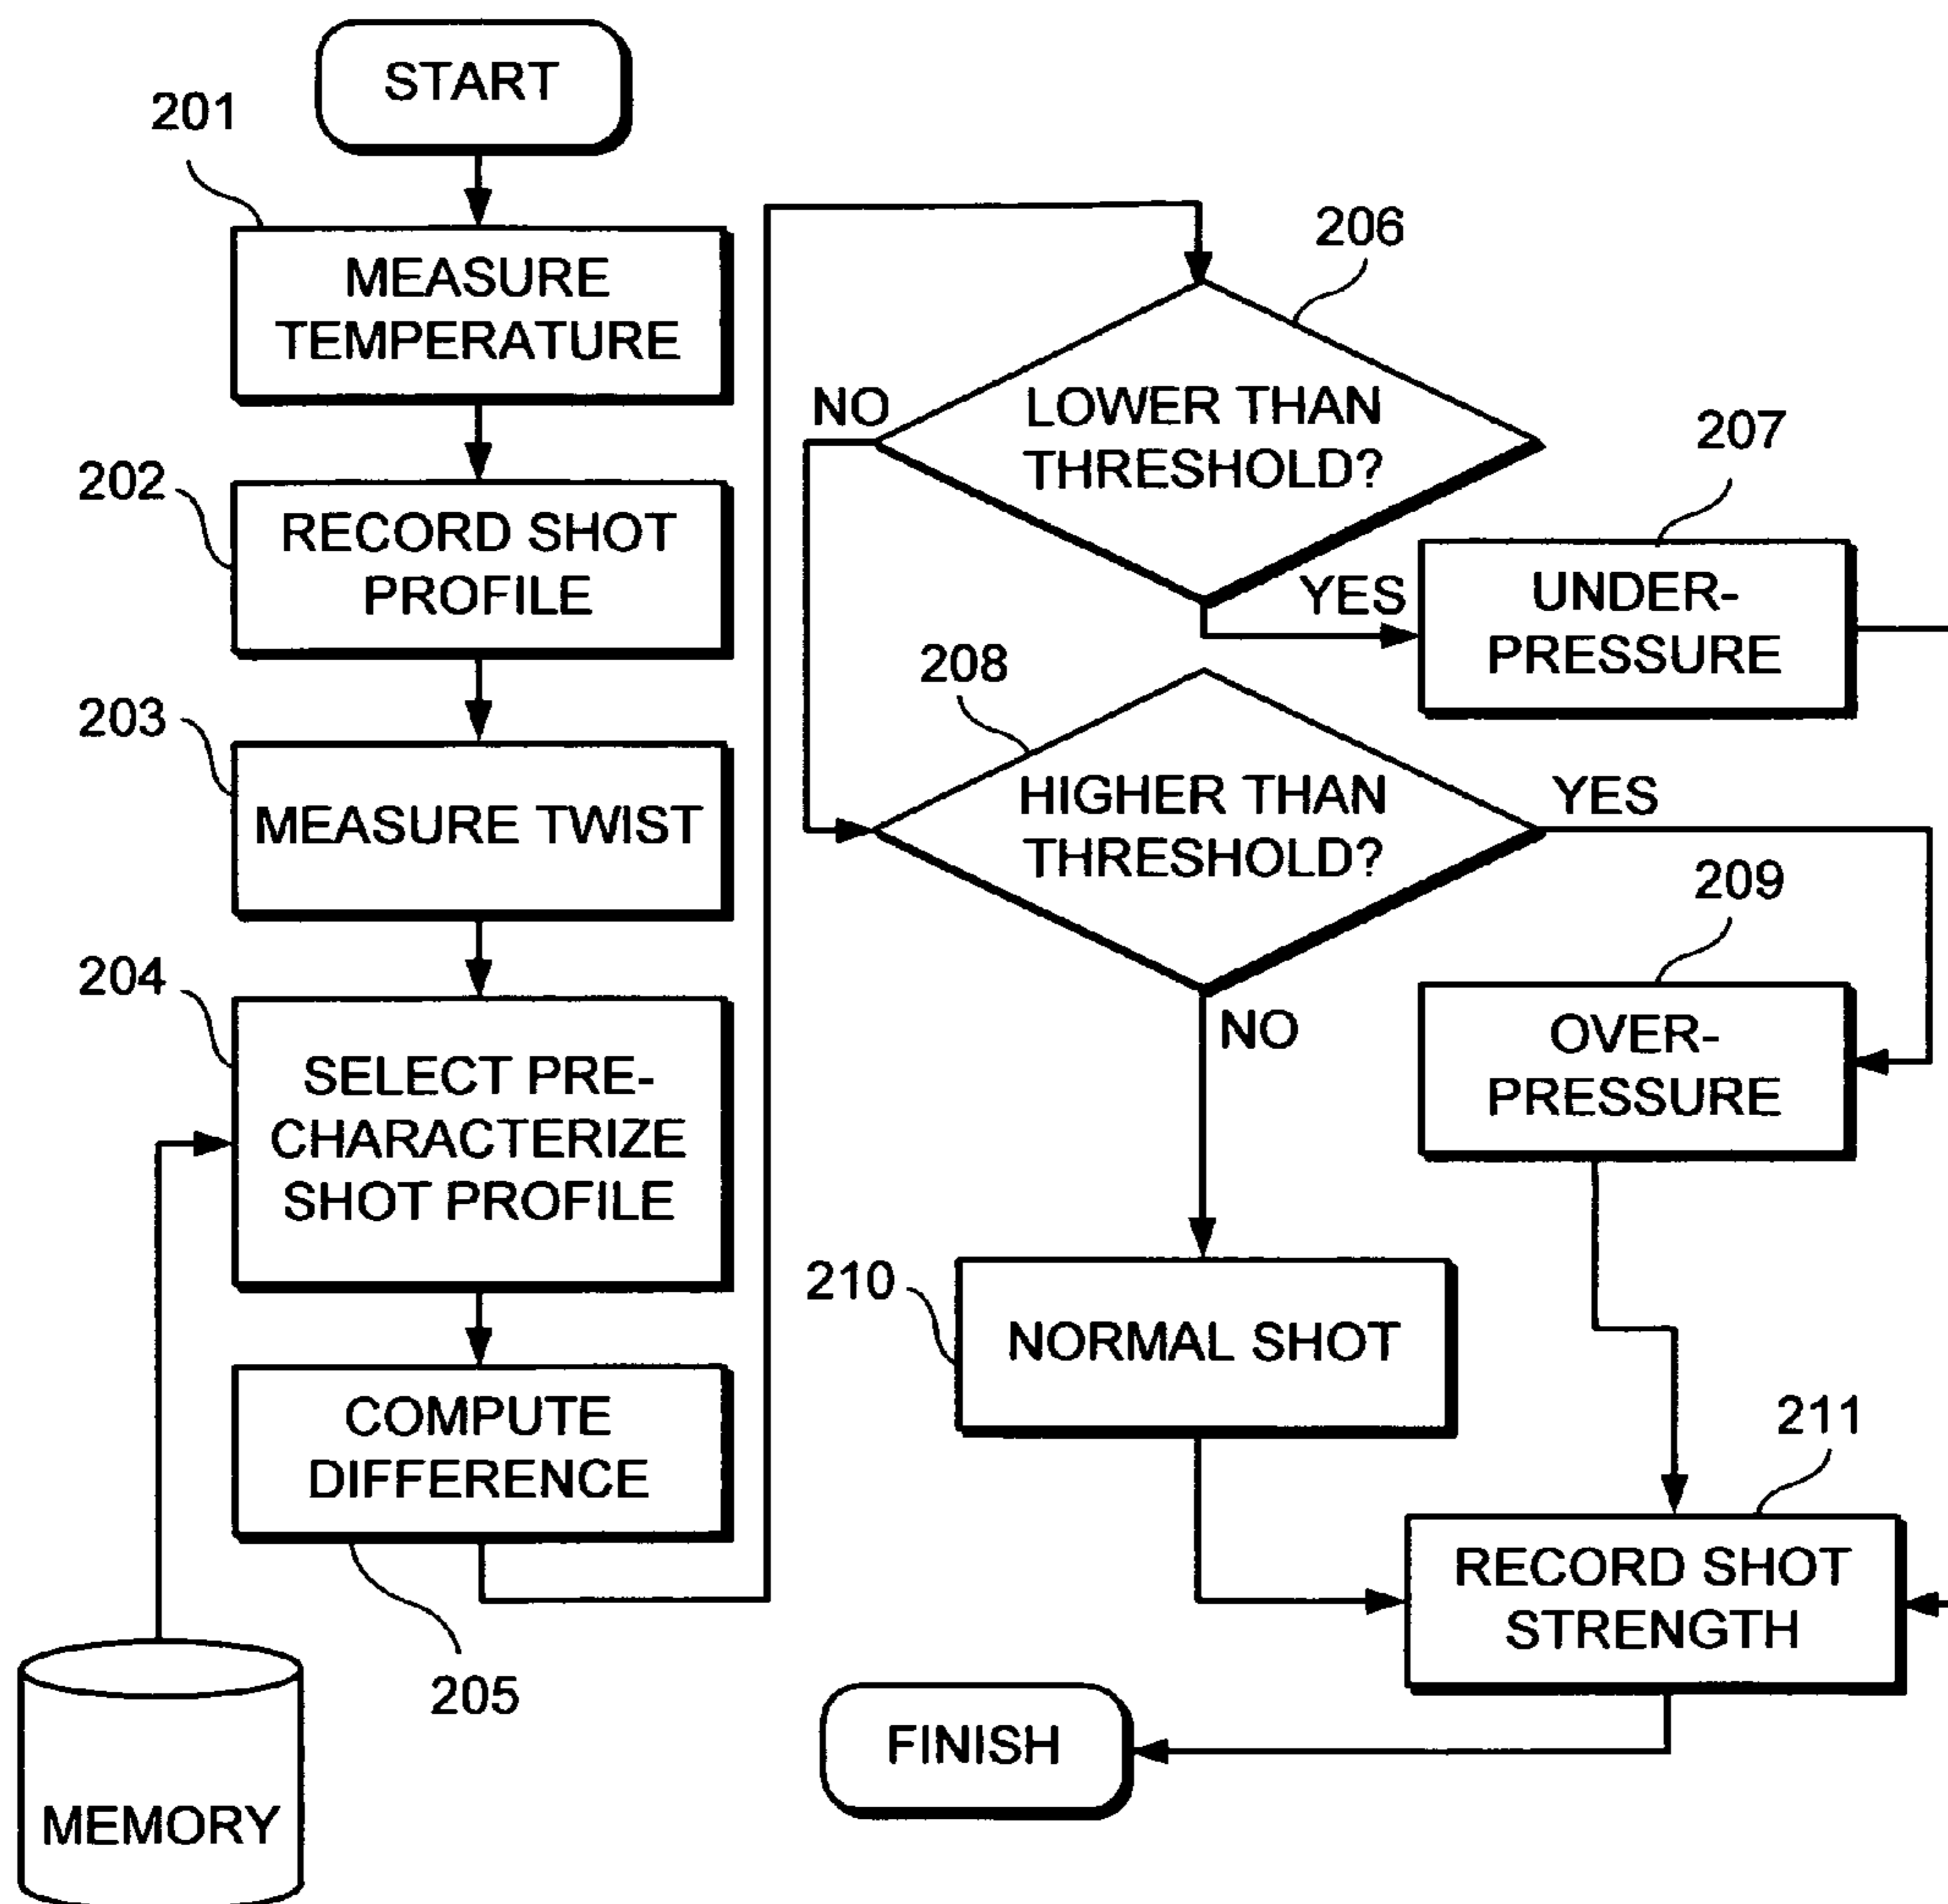 START
201
MEASURE
TEMPERATURE
202
RECORD SHOT
PROFILE
203
MEASURE TWIST
204
SELECT PRE-
CHARACTERIZE
SHOT PROFILE
COMPUTE
DIFFERENCE
205
MEMORY
206
LOWER THAN
THRESHOLD?
NO
YES
207
UNDER-
PRESSURE
208
HIGHER THAN
THRESHOLD?
YES
NO
209
OVER-
PRESSURE
210
NORMAL SHOT
211
RECORD SHOT
STRENGTH
FINISH